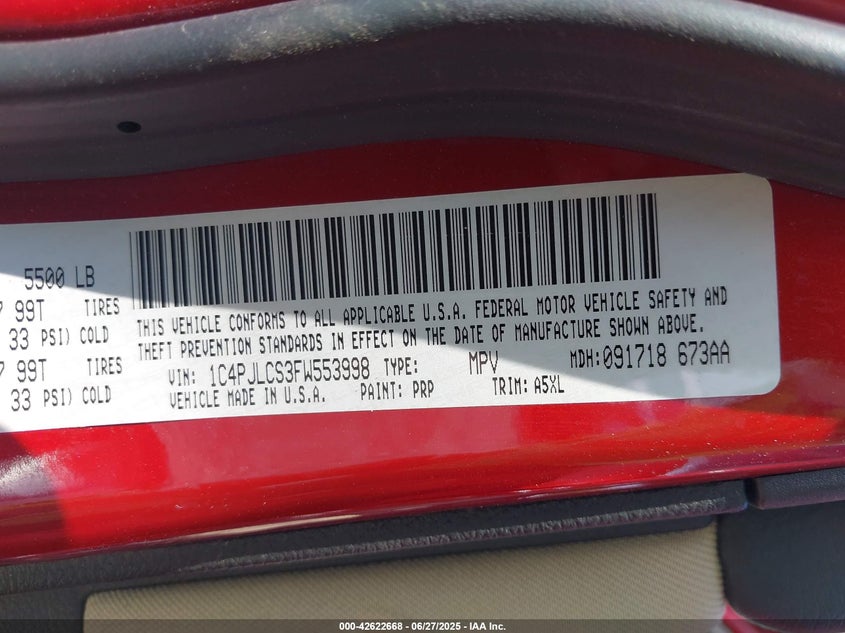 5500 LB
99T TIRES
33 PSI) COLD
99T TIRES
33 PSI) COLD
THIS VEHICLE CONFORMS TO ALL APPLICABLE U.S.A. FEDERAL MOTOR VEHICLE SAFETY AND
THEFT PREVENTION STANDARDS IN EFFECT ON THE DATE OF MANUFACTURE SHOWN ABOVE.
VIN: 1C4PJLCS3FW553998 TYPE: MPV MDH:091718 673AA
VEHICLE MADE IN U.S.A. PAINT: PRP TRIM: A5XL
000-42622668 - 06/27/2025 - IAA Inc.